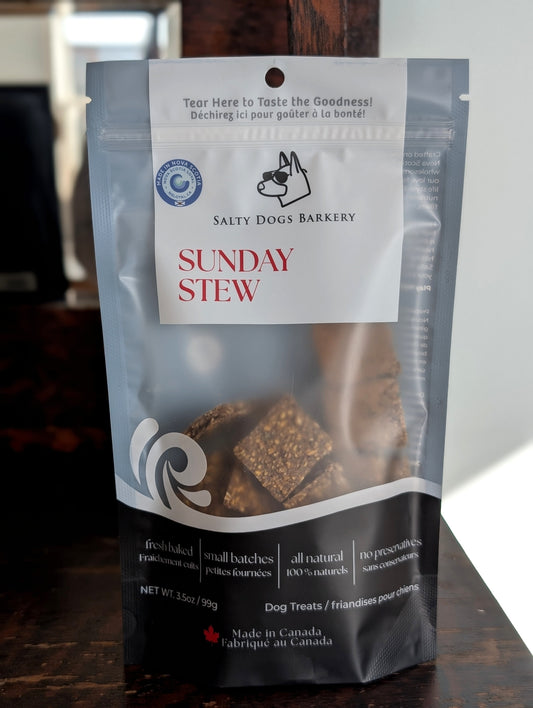 Tear Here to Taste the Goodness!
Déchirez ici pour goûter à la bonté!
MADE IN NOVA SCOTIA
SALTY DOGS BARKERY
SUNDAY
STEW
fresh baked
Fraîchement cuits
small batches
petites fournées
all natural
100% naturels
no preservatives
sans conservateurs
NET WT. 3.5oz / 99g
Dog Treats / friandises pour chiens
Made in Canada
Fabriqué au Canada